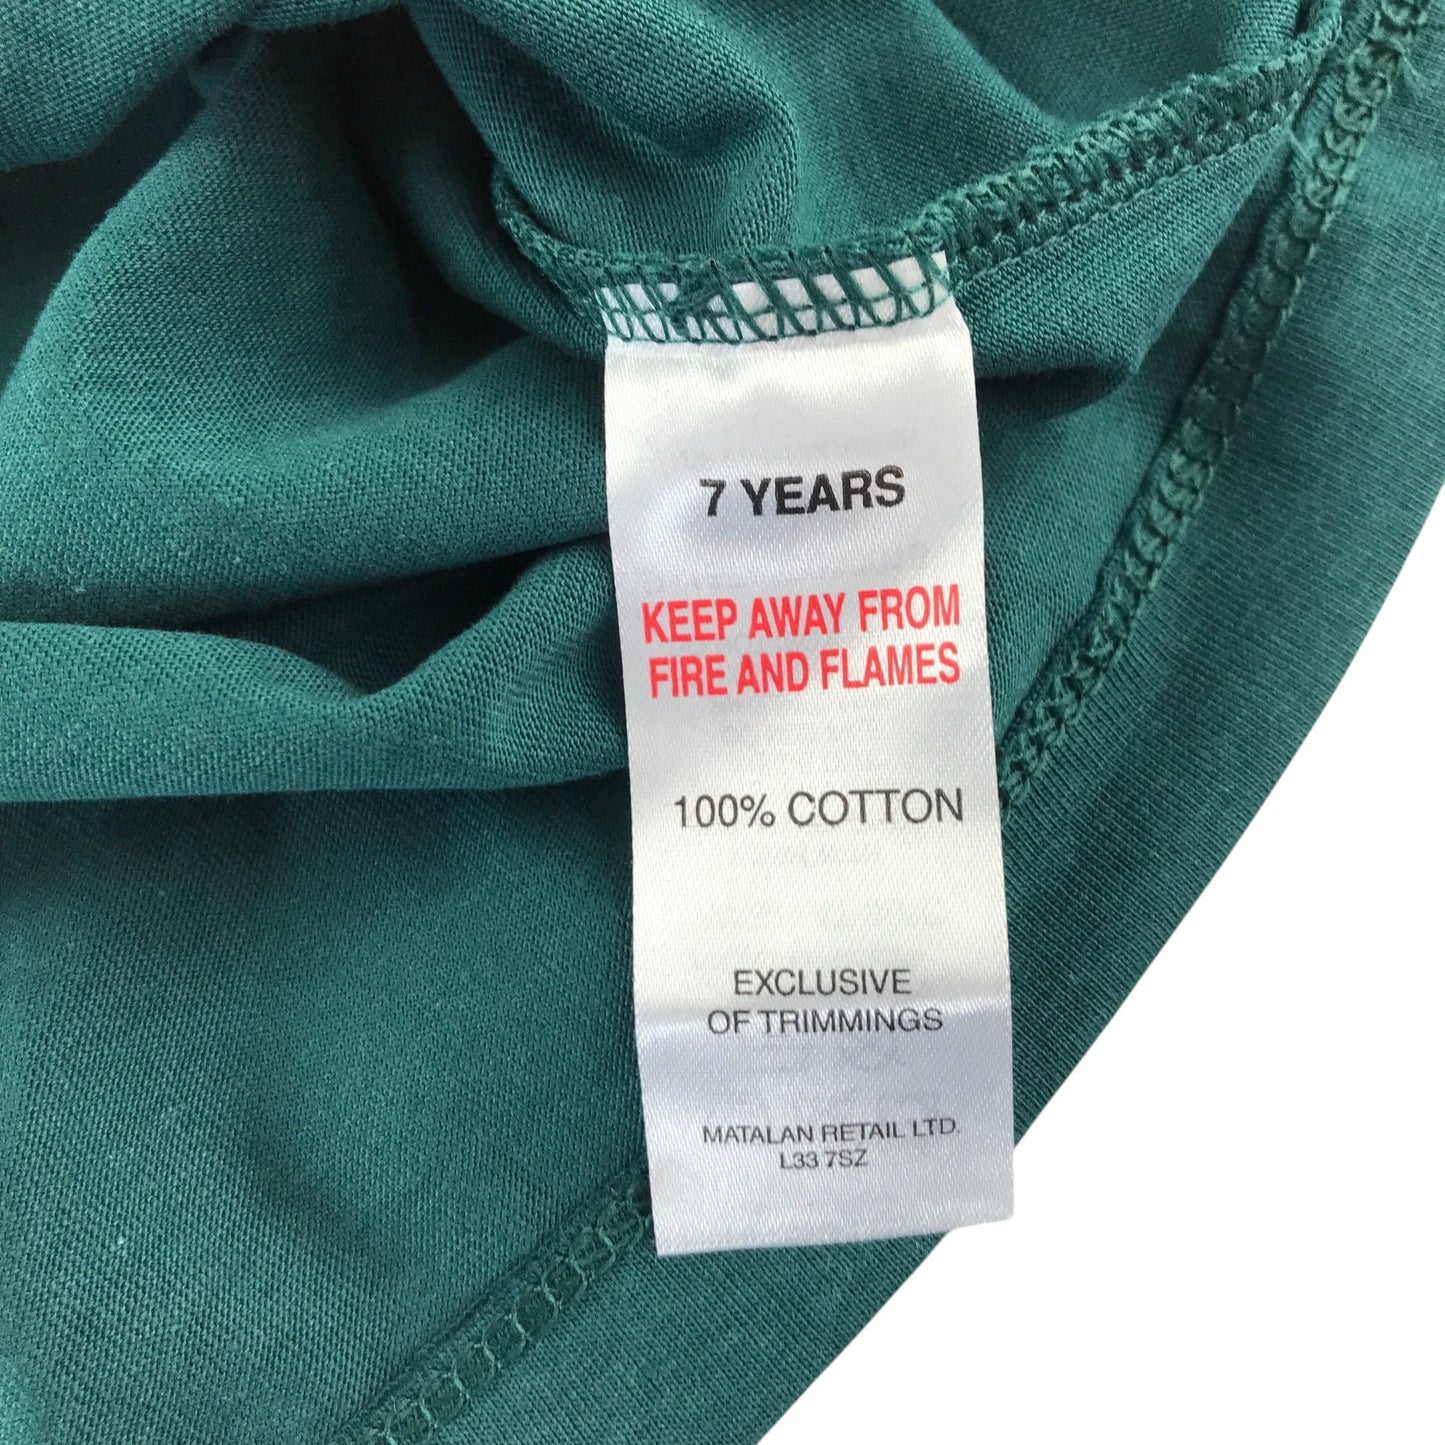 7 YEARS
KEEP AWAY FROM
FIRE AND FLAMES
100% COTTON
EXCLUSIVE
OF TRIMMINGS
MATALAN RETAIL LTD.
L33 7SZ